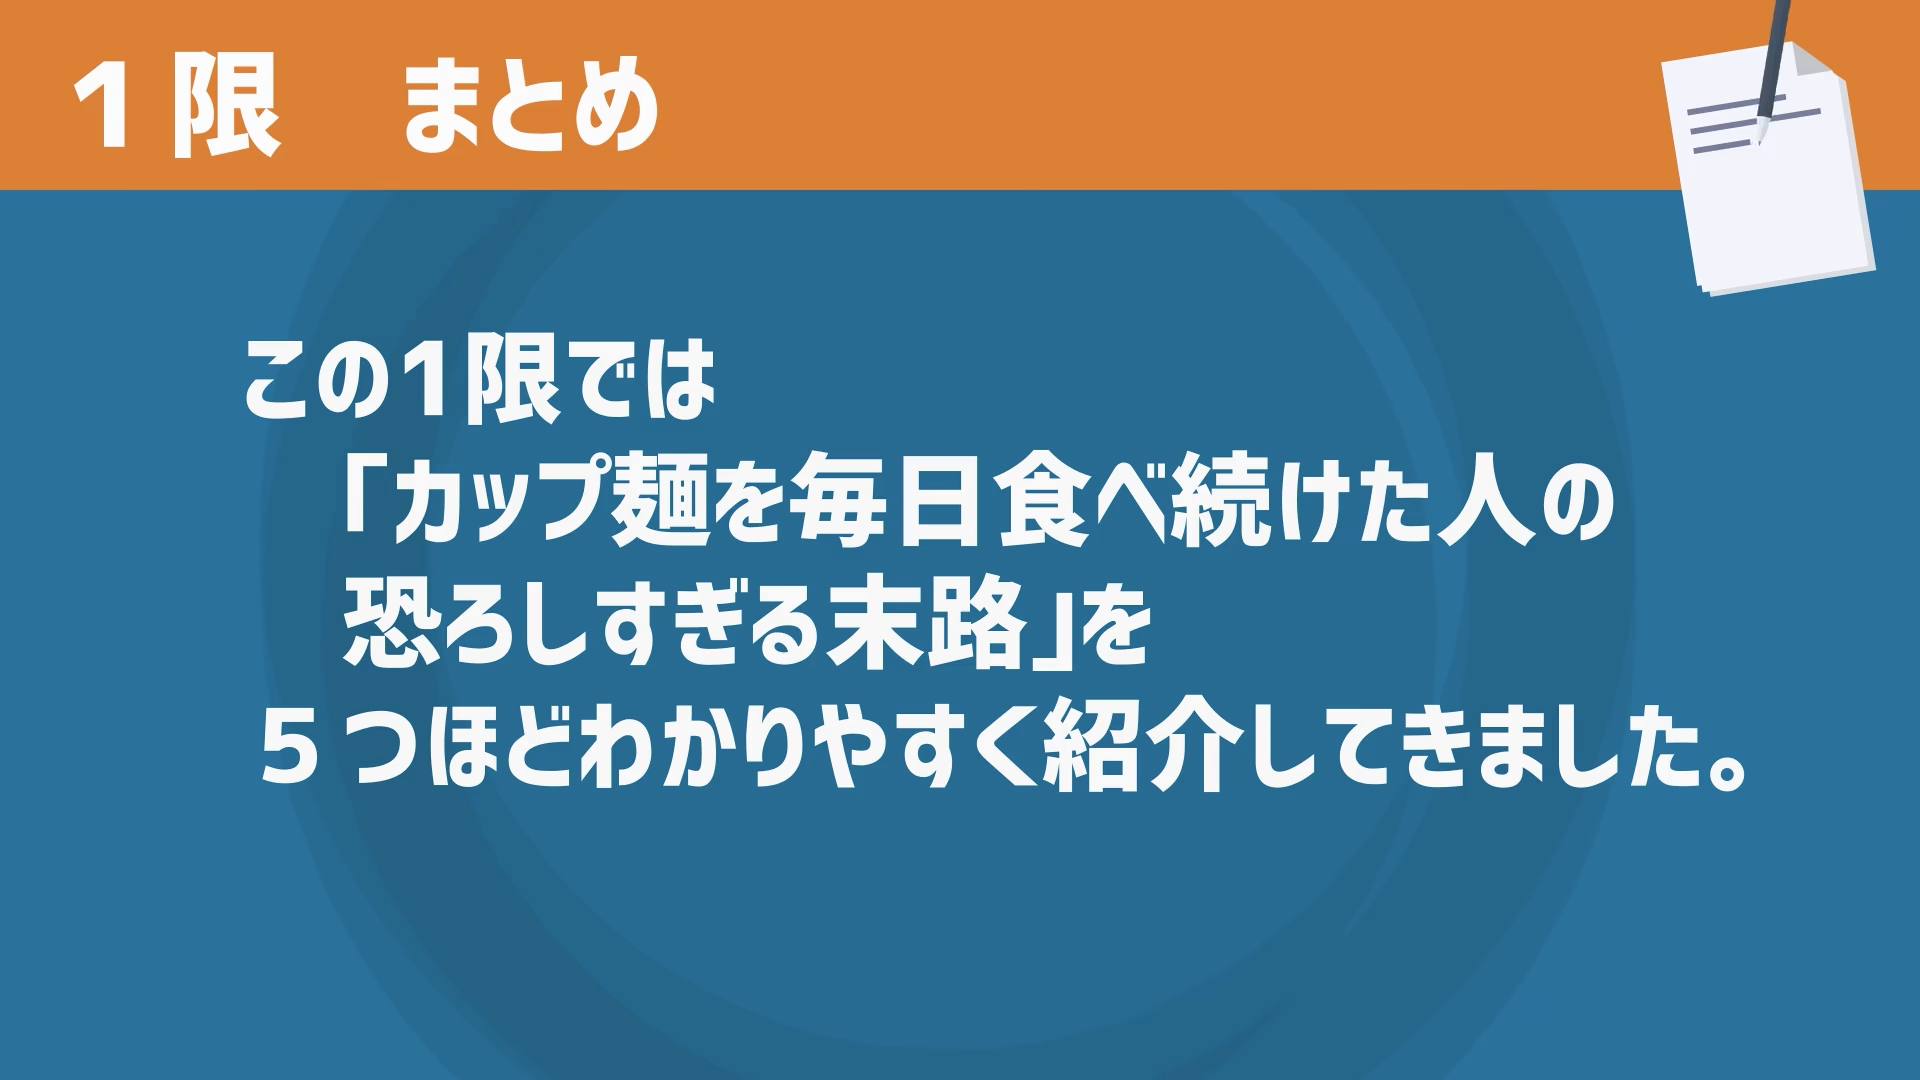 １限　まとめ
この１限では
「カップ麺を毎日食べ続けた人の
恐ろしすぎる末路」を
５つほどわかりやすく紹介してきました。